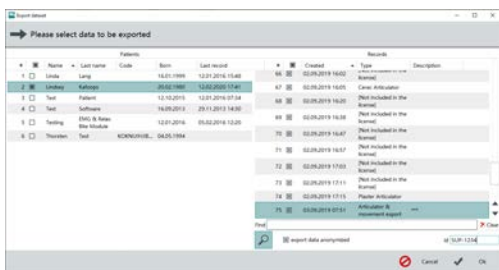 Export dataset
Please select data to be exported
Patients
Records
# Name Last name Code Born Last record
# Created Type Description
1 Linda Lang 16.01.1999 12.01.2016 15:48
2 Lindsay 20.02.1980 12.02.2020 17:41
3 Test Patient 12.10.2015 12.01.2016 07:34
4 Test Software 16.09.2013 29.11.2013 14:30
5 Testing EMG & Relax Bite Module 12.01.2016 05.02.2016 12:20
6 Thorsten Test 04.05.1994
66 02.09.2019 16:02 [Not included in the license]
67 02.09.2019 16:05 Cerec Articulator
68 02.09.2019 16:20 [Not included in the license]
69 02.09.2019 16:38 [Not included in the license]
70 02.09.2019 16:47 [Not included in the license]
71 02.09.2019 16:57 [Not included in the license]
72 02.09.2019 17:03 [Not included in the license]
73 02.09.2019 17:11 [Not included in the license]
74 02.09.2019 17:15 Plaster Articulator
75 03.09.2019 07:51 Articulator & movement export ...
Find
Clear
export data anonymized
id SUP-1234
Cancel
Ok